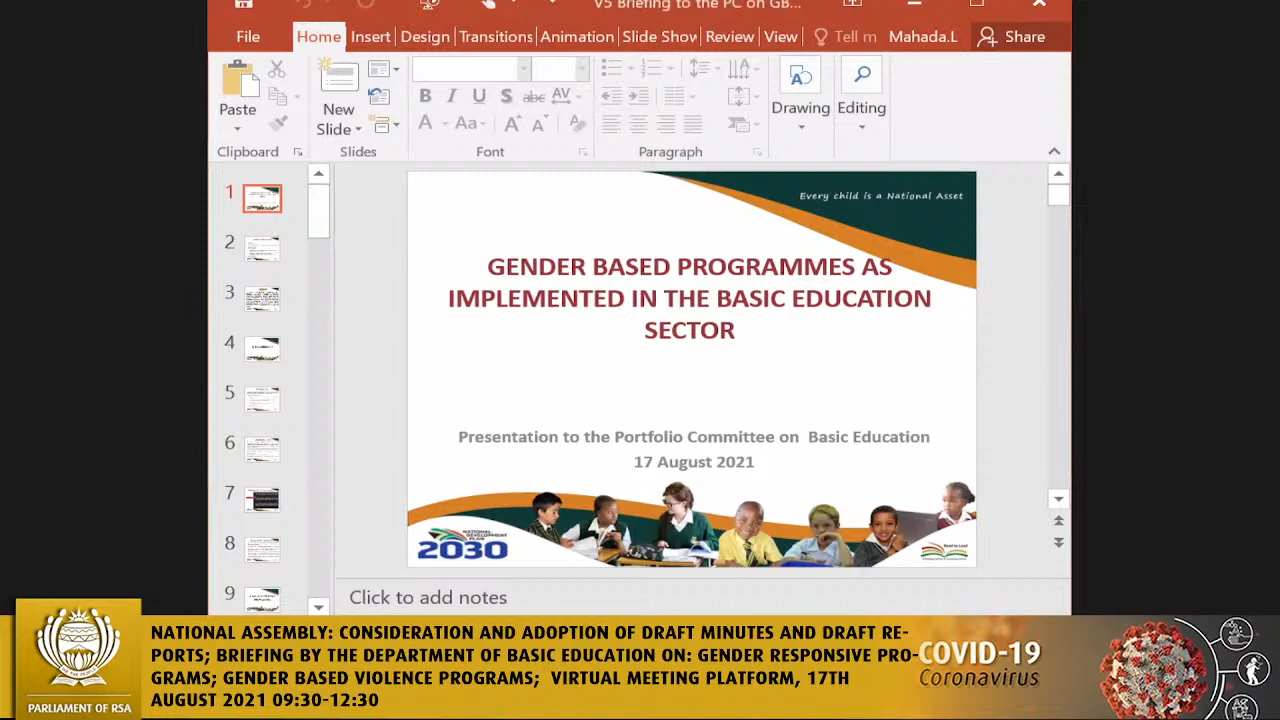 V5 Briefing to the PC on GB...
File Home Insert Design Transitions Animation Slide Show Review View Tell m Mahada.L Share
Paste
New
Slide
Drawing
Editing
B I U S abc AV
A Aa A A
Clipboard Slides Font Paragraph
1
2
3
4
5
6
7
8
9
Every child is a National Asset
GENDER BASED PROGRAMMES AS
IMPLEMENTED IN THE BASIC EDUCATION
SECTOR
Presentation to the Portfolio Committee on Basic Education
17 August 2021
NATIONAL
DEVELOPMENT
PLAN
2030
Read to Lead
Click to add notes
PARLIAMENT OF RSA
NATIONAL ASSEMBLY: CONSIDERATION AND ADOPTION OF DRAFT MINUTES AND DRAFT RE-
PORTS; BRIEFING BY THE DEPARTMENT OF BASIC EDUCATION ON: GENDER RESPONSIVE PRO-
GRAMS; GENDER BASED VIOLENCE PROGRAMS; VIRTUAL MEETING PLATFORM, 17TH
AUGUST 2021 09:30-12:30
COVID-19
Coronavirus